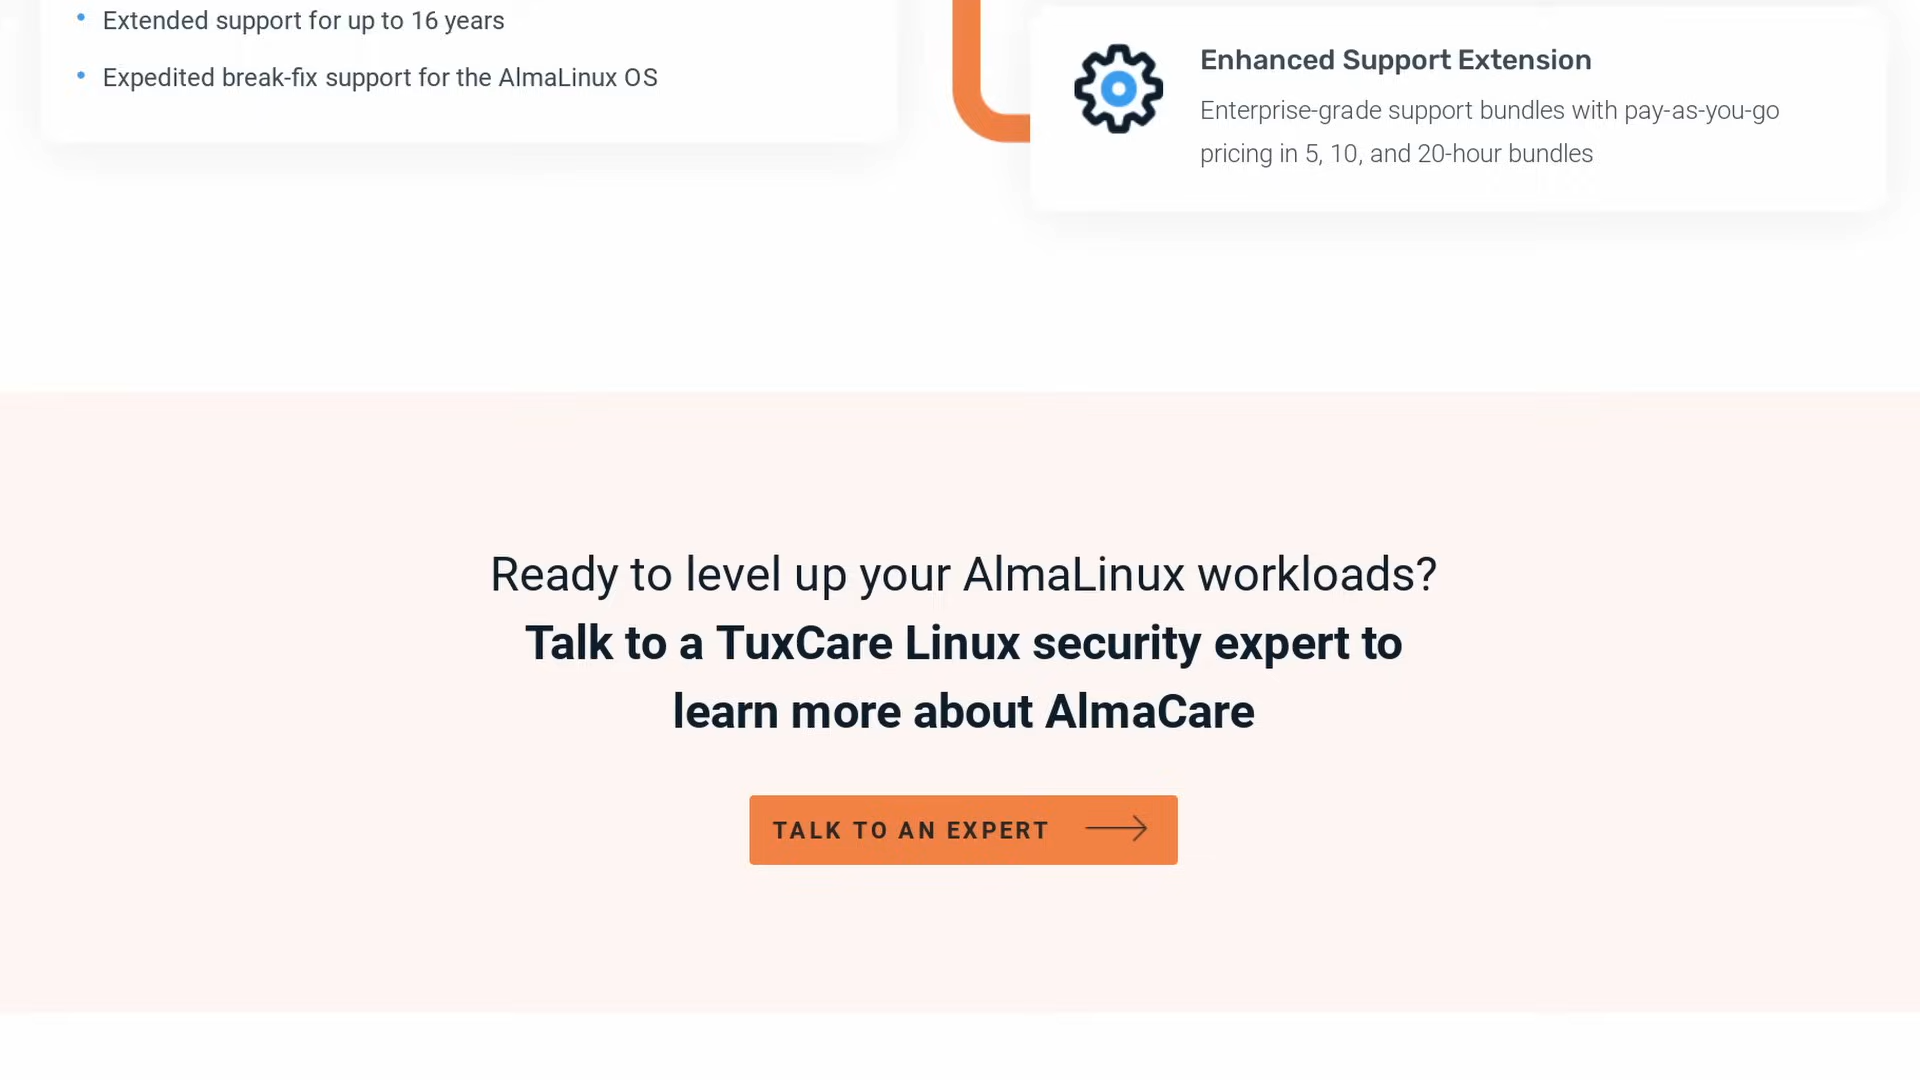 Extended support for up to 16 years
Expedited break-fix support for the AlmaLinux OS
Enhanced Support Extension
Enterprise-grade support bundles with pay-as-you-go
pricing in 5, 10, and 20-hour bundles
Ready to level up your AlmaLinux workloads?
Talk to a TuxCare Linux security expert to
learn more about AlmaCare
TALK TO AN EXPERT